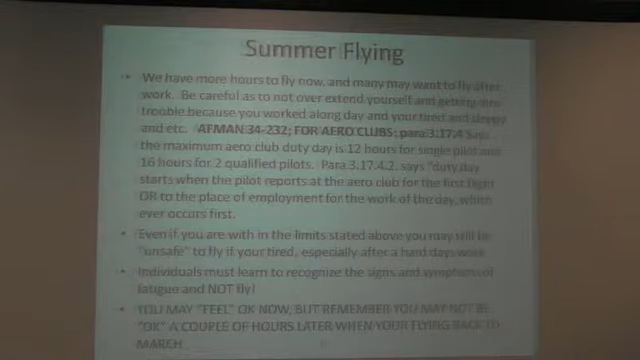 Summer Flying
• We have more hours to fly now, and many may want to fly after
work. Be careful as to not over extend yourself and getting into
trouble because you worked along day and your tired and sleepy
and etc. AFMAN 34-232; FOR AERO CLUBS; para 3.17.4 Says
the maximum aero club duty day is 12 hours for single pilot and
16 hours for 2 qualified pilots. Para 3.17.4.2. says "duty day
starts when the pilot reports at the aero club for the first flight
OR to the place of employment for the work of the day, which
ever occurs first.
• Even if you are with in the limits stated above you may still be
"unsafe" to fly if your tired, especially after a hard days work
• Individuals must learn to recognize the signs and symptoms of
fatigue and NOT fly!
• YOU MAY "FEEL" OK NOW, BUT REMEMBER YOU MAY NOT BE
"OK" A COUPLE OF HOURS LATER WHEN YOUR FLYING BACK TO
MARCH